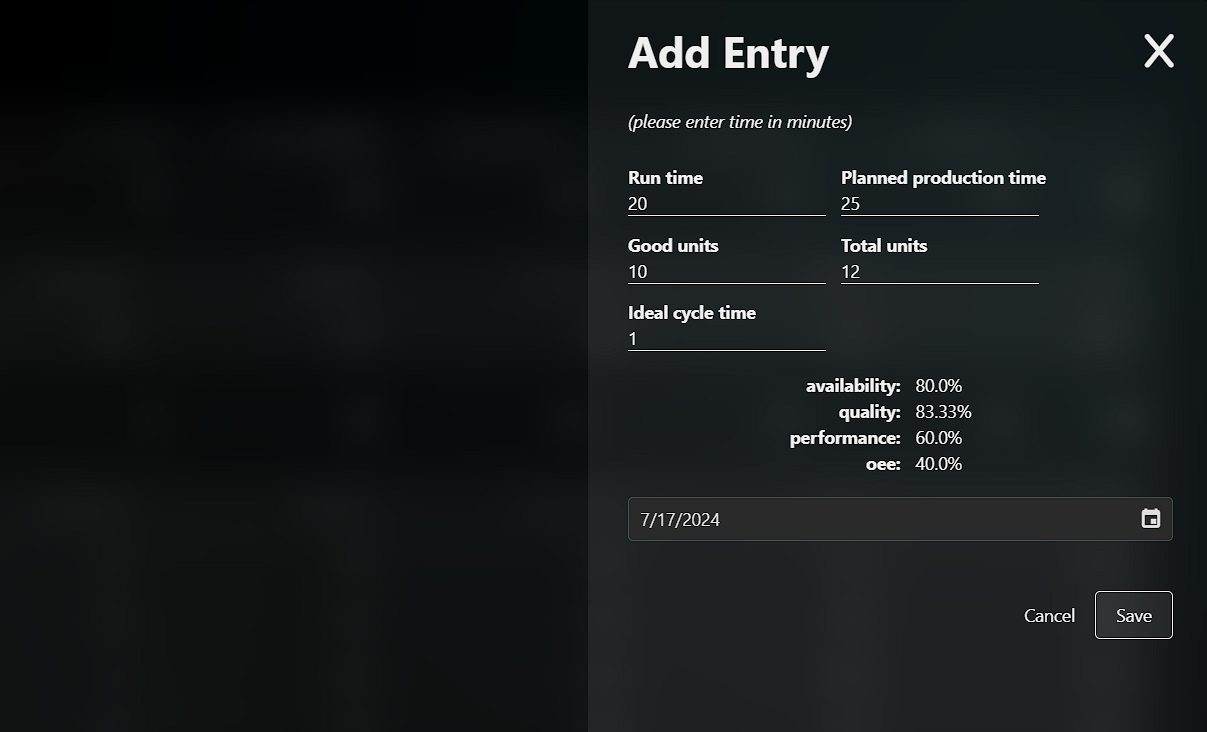 Add Entry
(please enter time in minutes)
Run time Planned production time
20 25
Good units Total units
10 12
Ideal cycle time
1
availability: 80.0%
quality: 83.33%
performance: 60.0%
oee: 40.0%
7/17/2024
Cancel Save